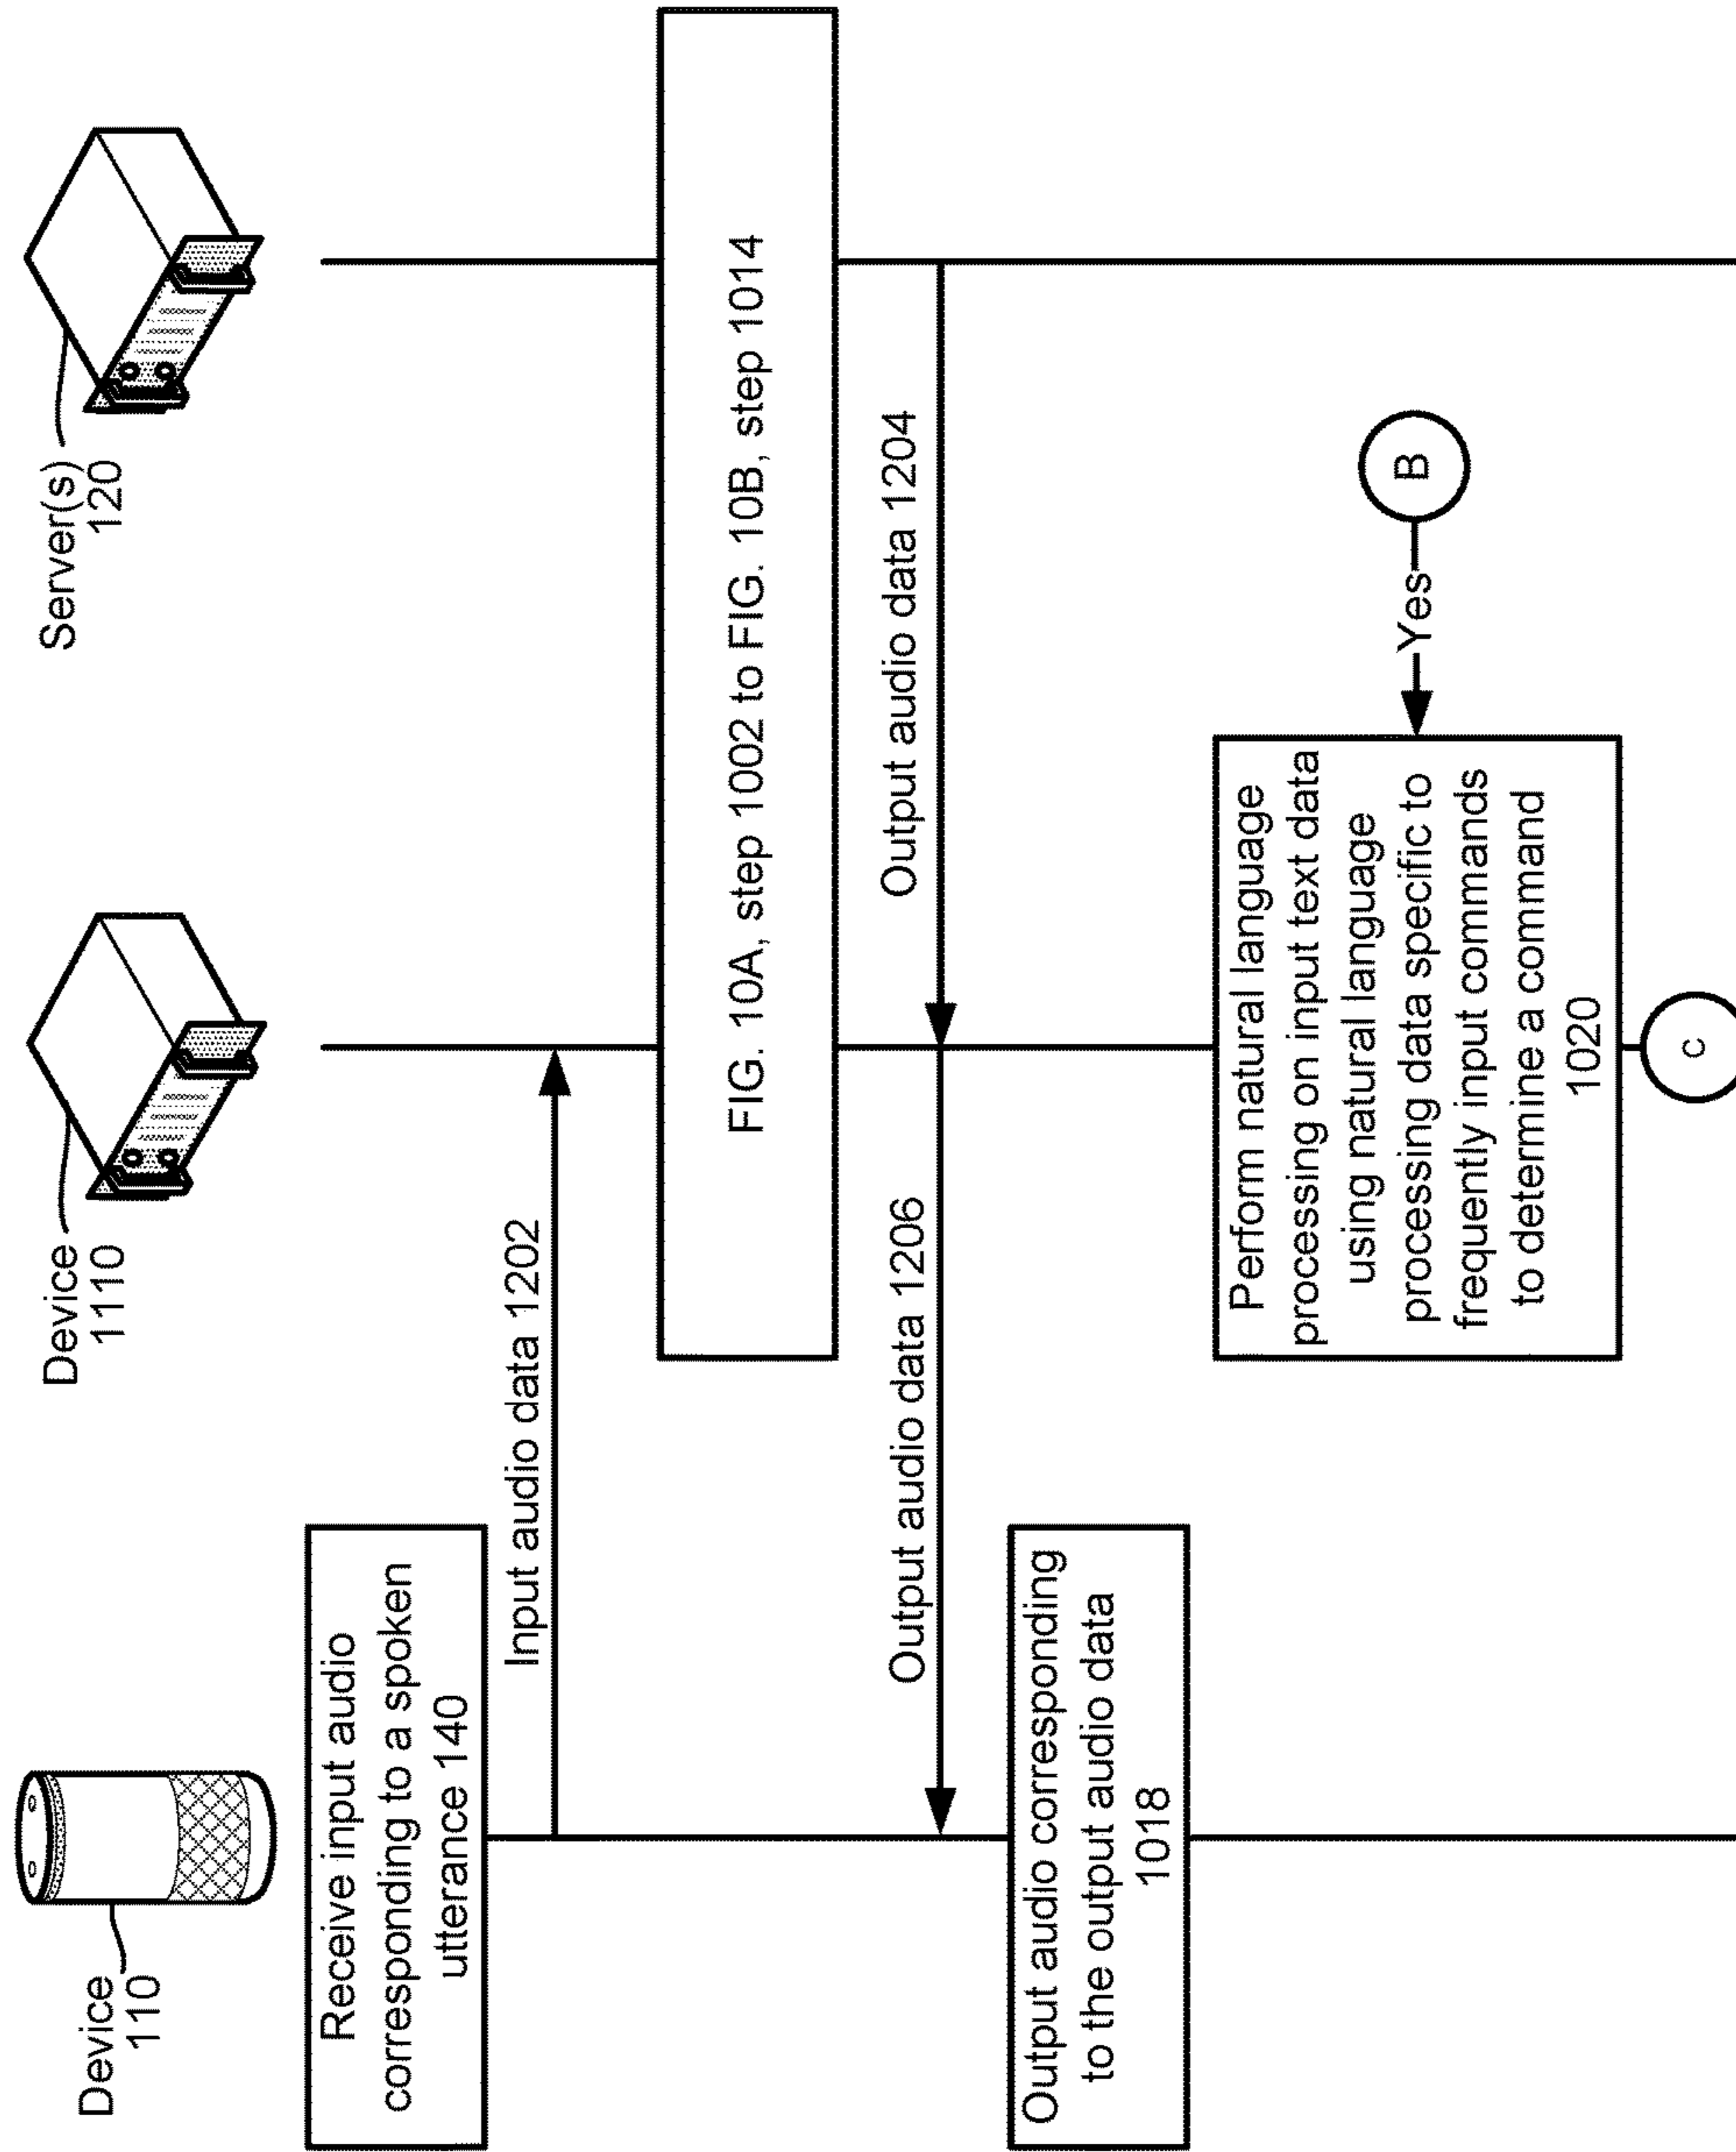 Device
110
Device
1110
Server(s)
120
Receive input audio
corresponding to a spoken
utterance 140
Input audio data 1202
FIG. 10A, step 1002 to FIG. 10B, step 1014
Output audio data 1204
Output audio data 1206
Output audio corresponding
to the output audio data
1018
Perform natural language
processing on input text data
using natural language
processing data specific to
frequently input commands
to determine a command
1020
Yes
B
C